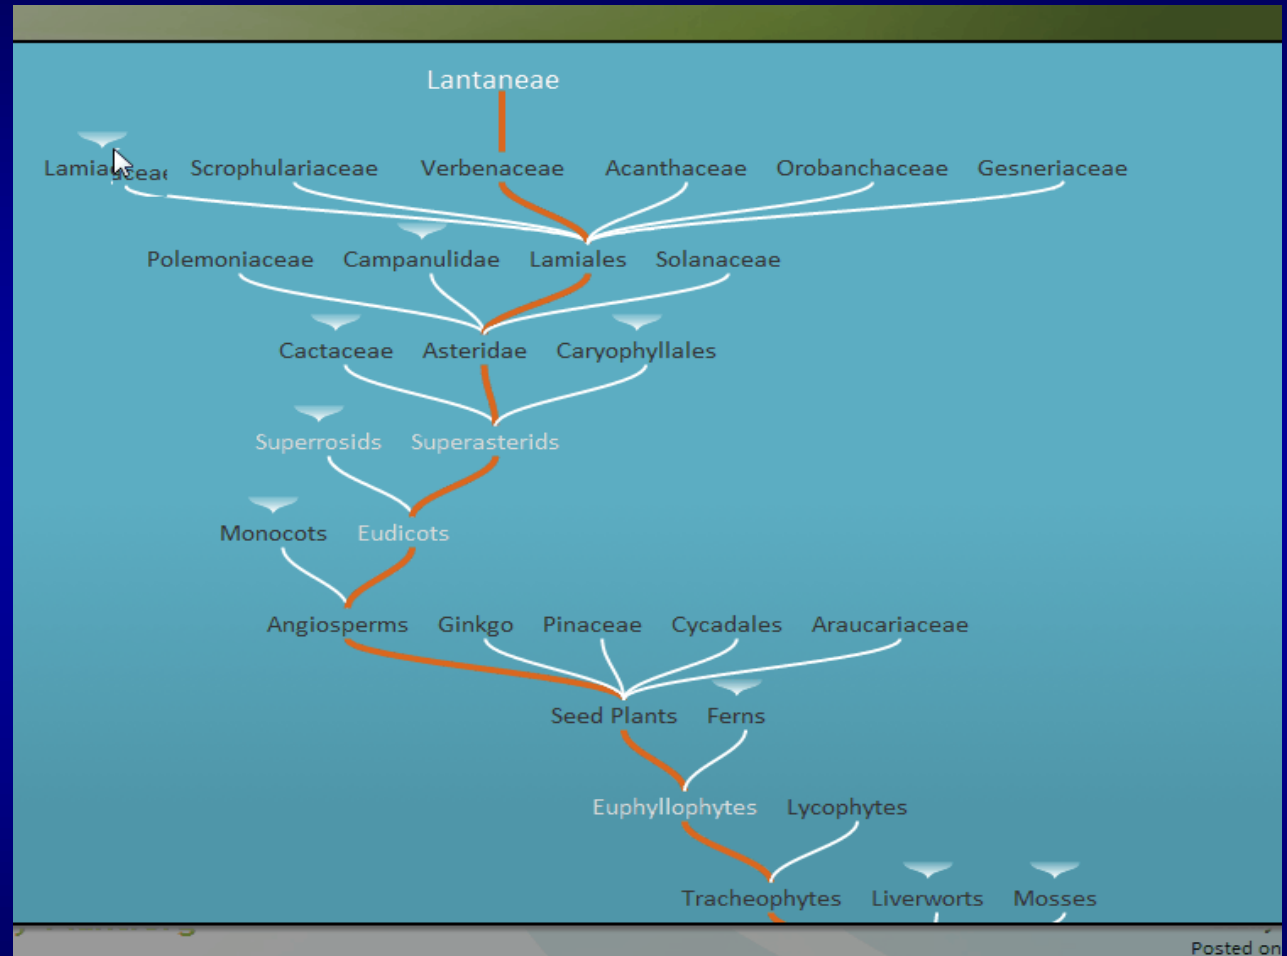 Lantaneae
Scrophulariaceae Verbenaceae Acanthaceae Orobanchaceae Gesneriaceae
Polemoniaceae Campanulidae Lamiales Solanaceae
Cactaceae Asteridae Caryophyllales
Superrosids Superasterids
Monocots Eudicots
Angiosperms Ginkgo Pinaceae Cycadales Araucariaceae
Seed Plants Ferns
Euphyllophytes Lycophytes
Tracheophytes Liverworts Mosses
Posted on